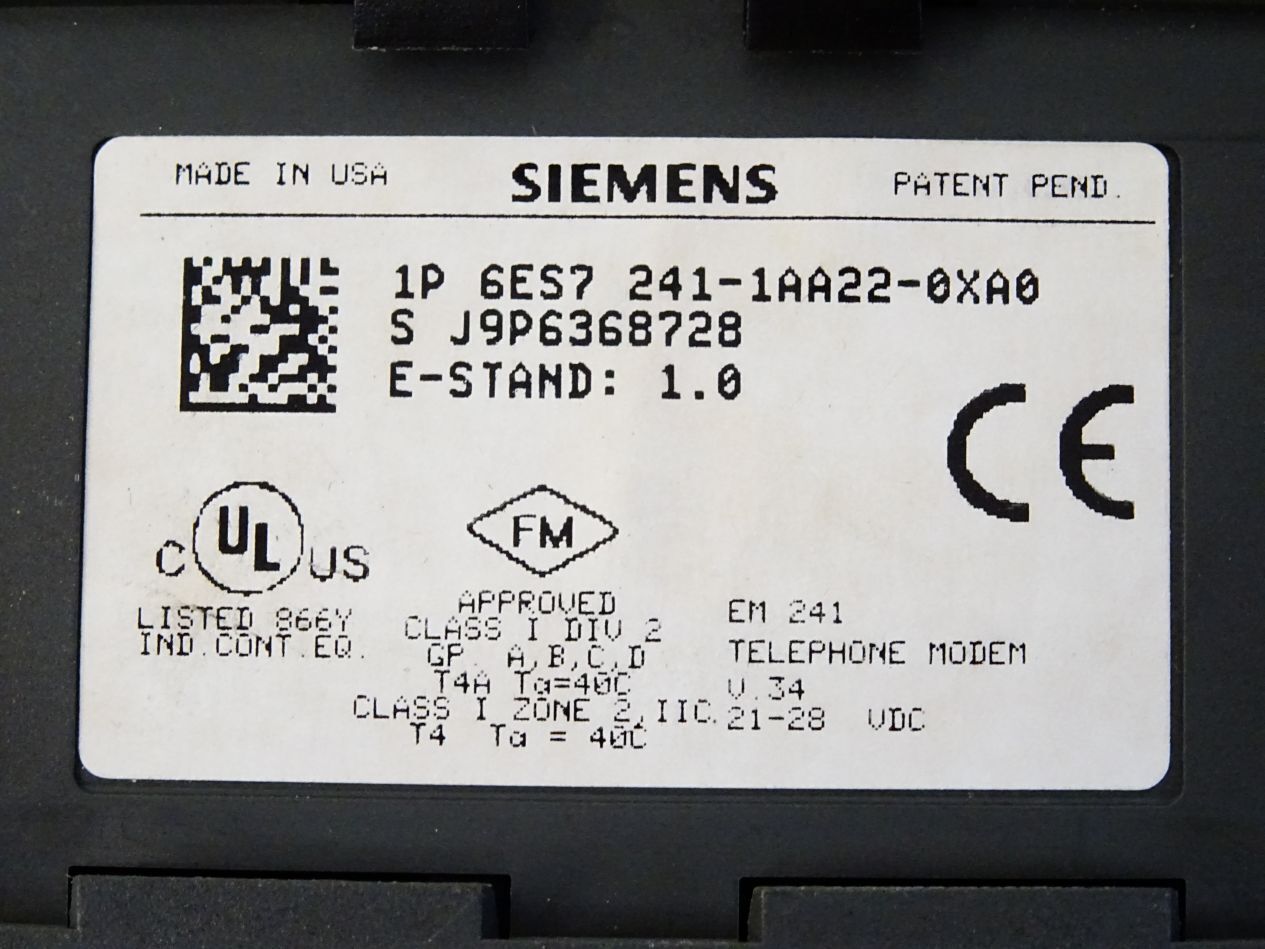 MADE IN USA SIEMENS PATENT PEND.
1P 6ES7 241-1AA22-0XA0
S J9P6368728
E-STAND: 1.0
CE
C UL US
LISTED 866Y
IND.CONT.EQ.
FM
APPROVED
CLASS I DIV 2
GP. A,B,C,D
T4A Ta=40C
CLASS I ZONE 2,IIC.
T4 Ta = 40C
EM 241
TELEPHONE MODEM
V.34
21-28 VDC